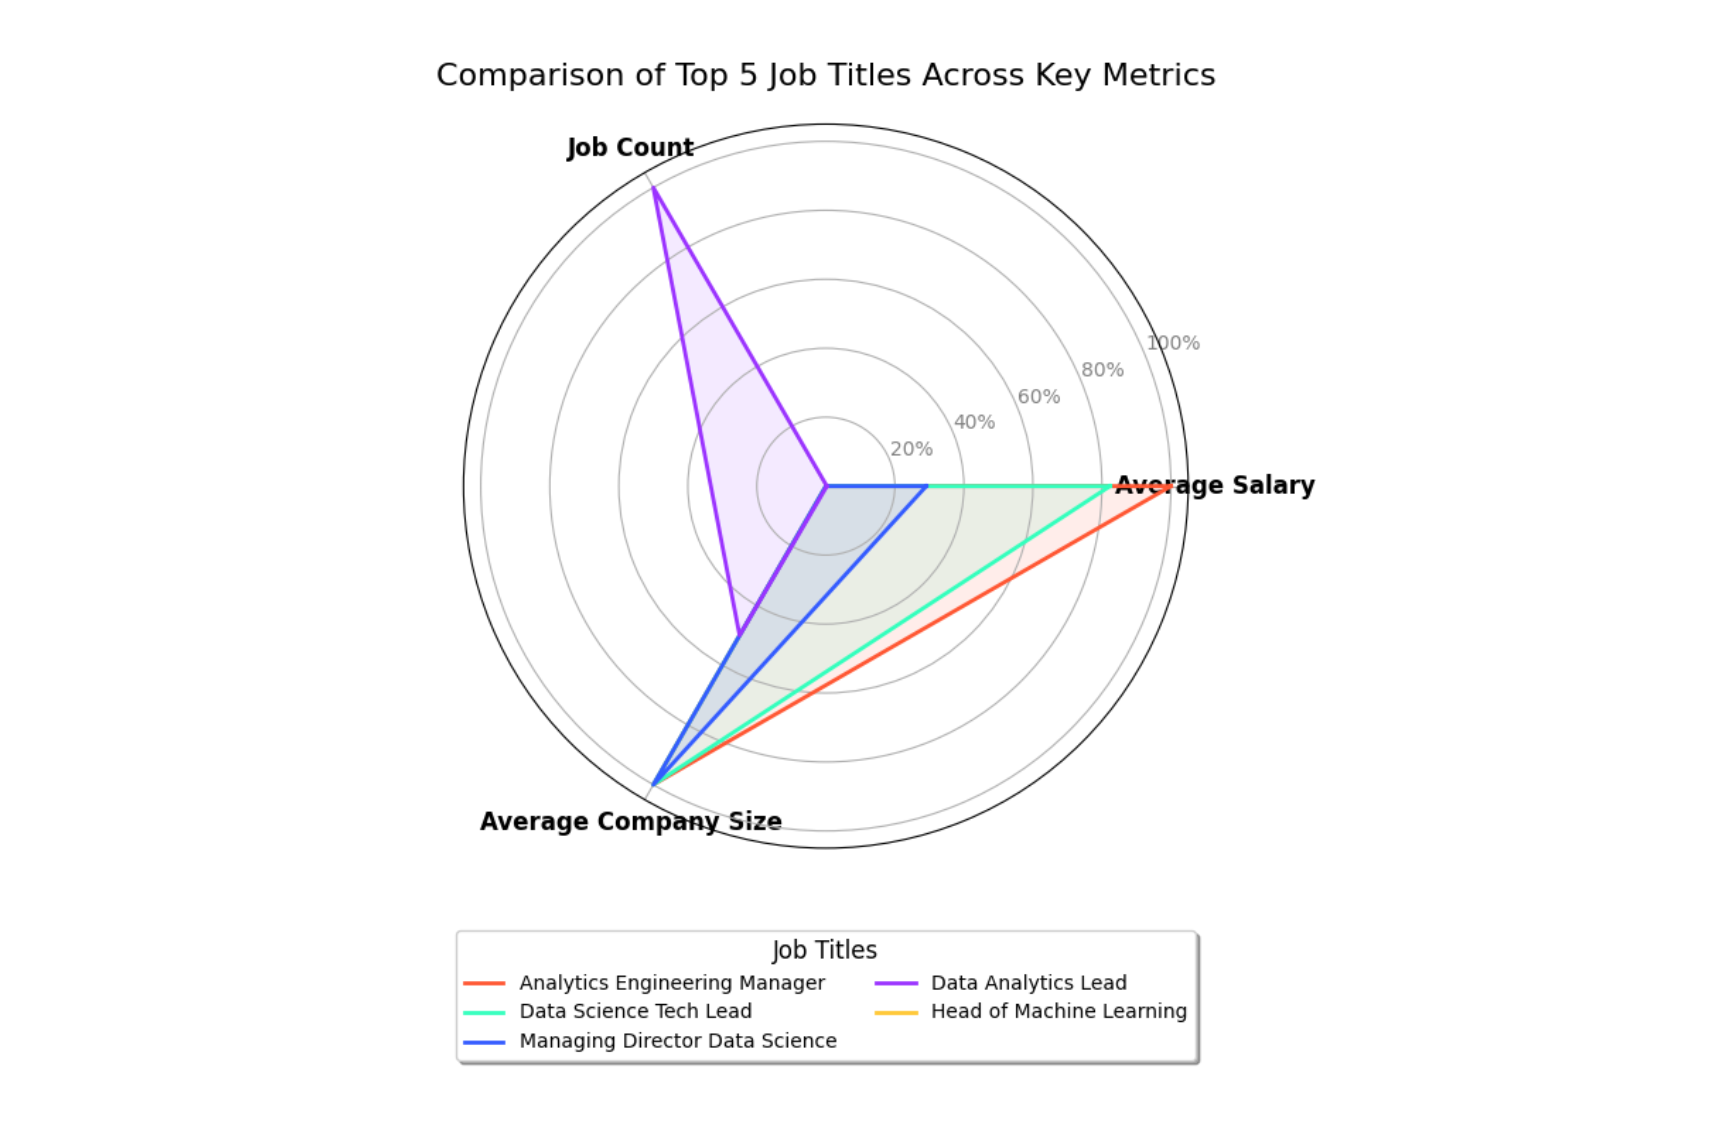 Comparison of Top 5 Job Titles Across Key Metrics
Job Count
100%
80%
60%
40%
20%
Average Salary
Average Company Size
Job Titles
Analytics Engineering Manager
Data Science Tech Lead
Managing Director Data Science
Data Analytics Lead
Head of Machine Learning